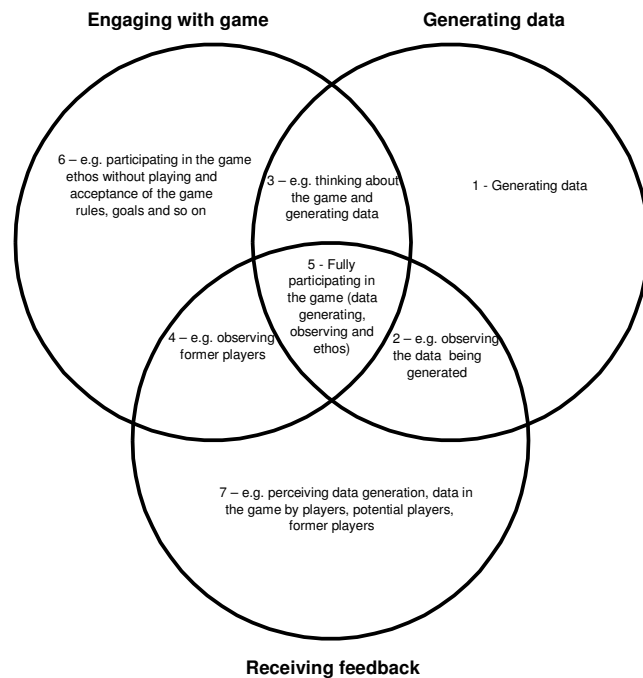 Engaging with game
Generating data
6 – e.g. participating in the game
ethos without playing and
acceptance of the game
rules, goals and so on
3 – e.g. thinking about
the game and
generating data
1 - Generating data
5 - Fully
participating in
the game (data
generating,
observing and
ethos)
4 – e.g. observing
former players
2 – e.g. observing
the data being
generated
7 – e.g. perceiving data generation, data in
the game by players, potential players,
former players
Receiving feedback